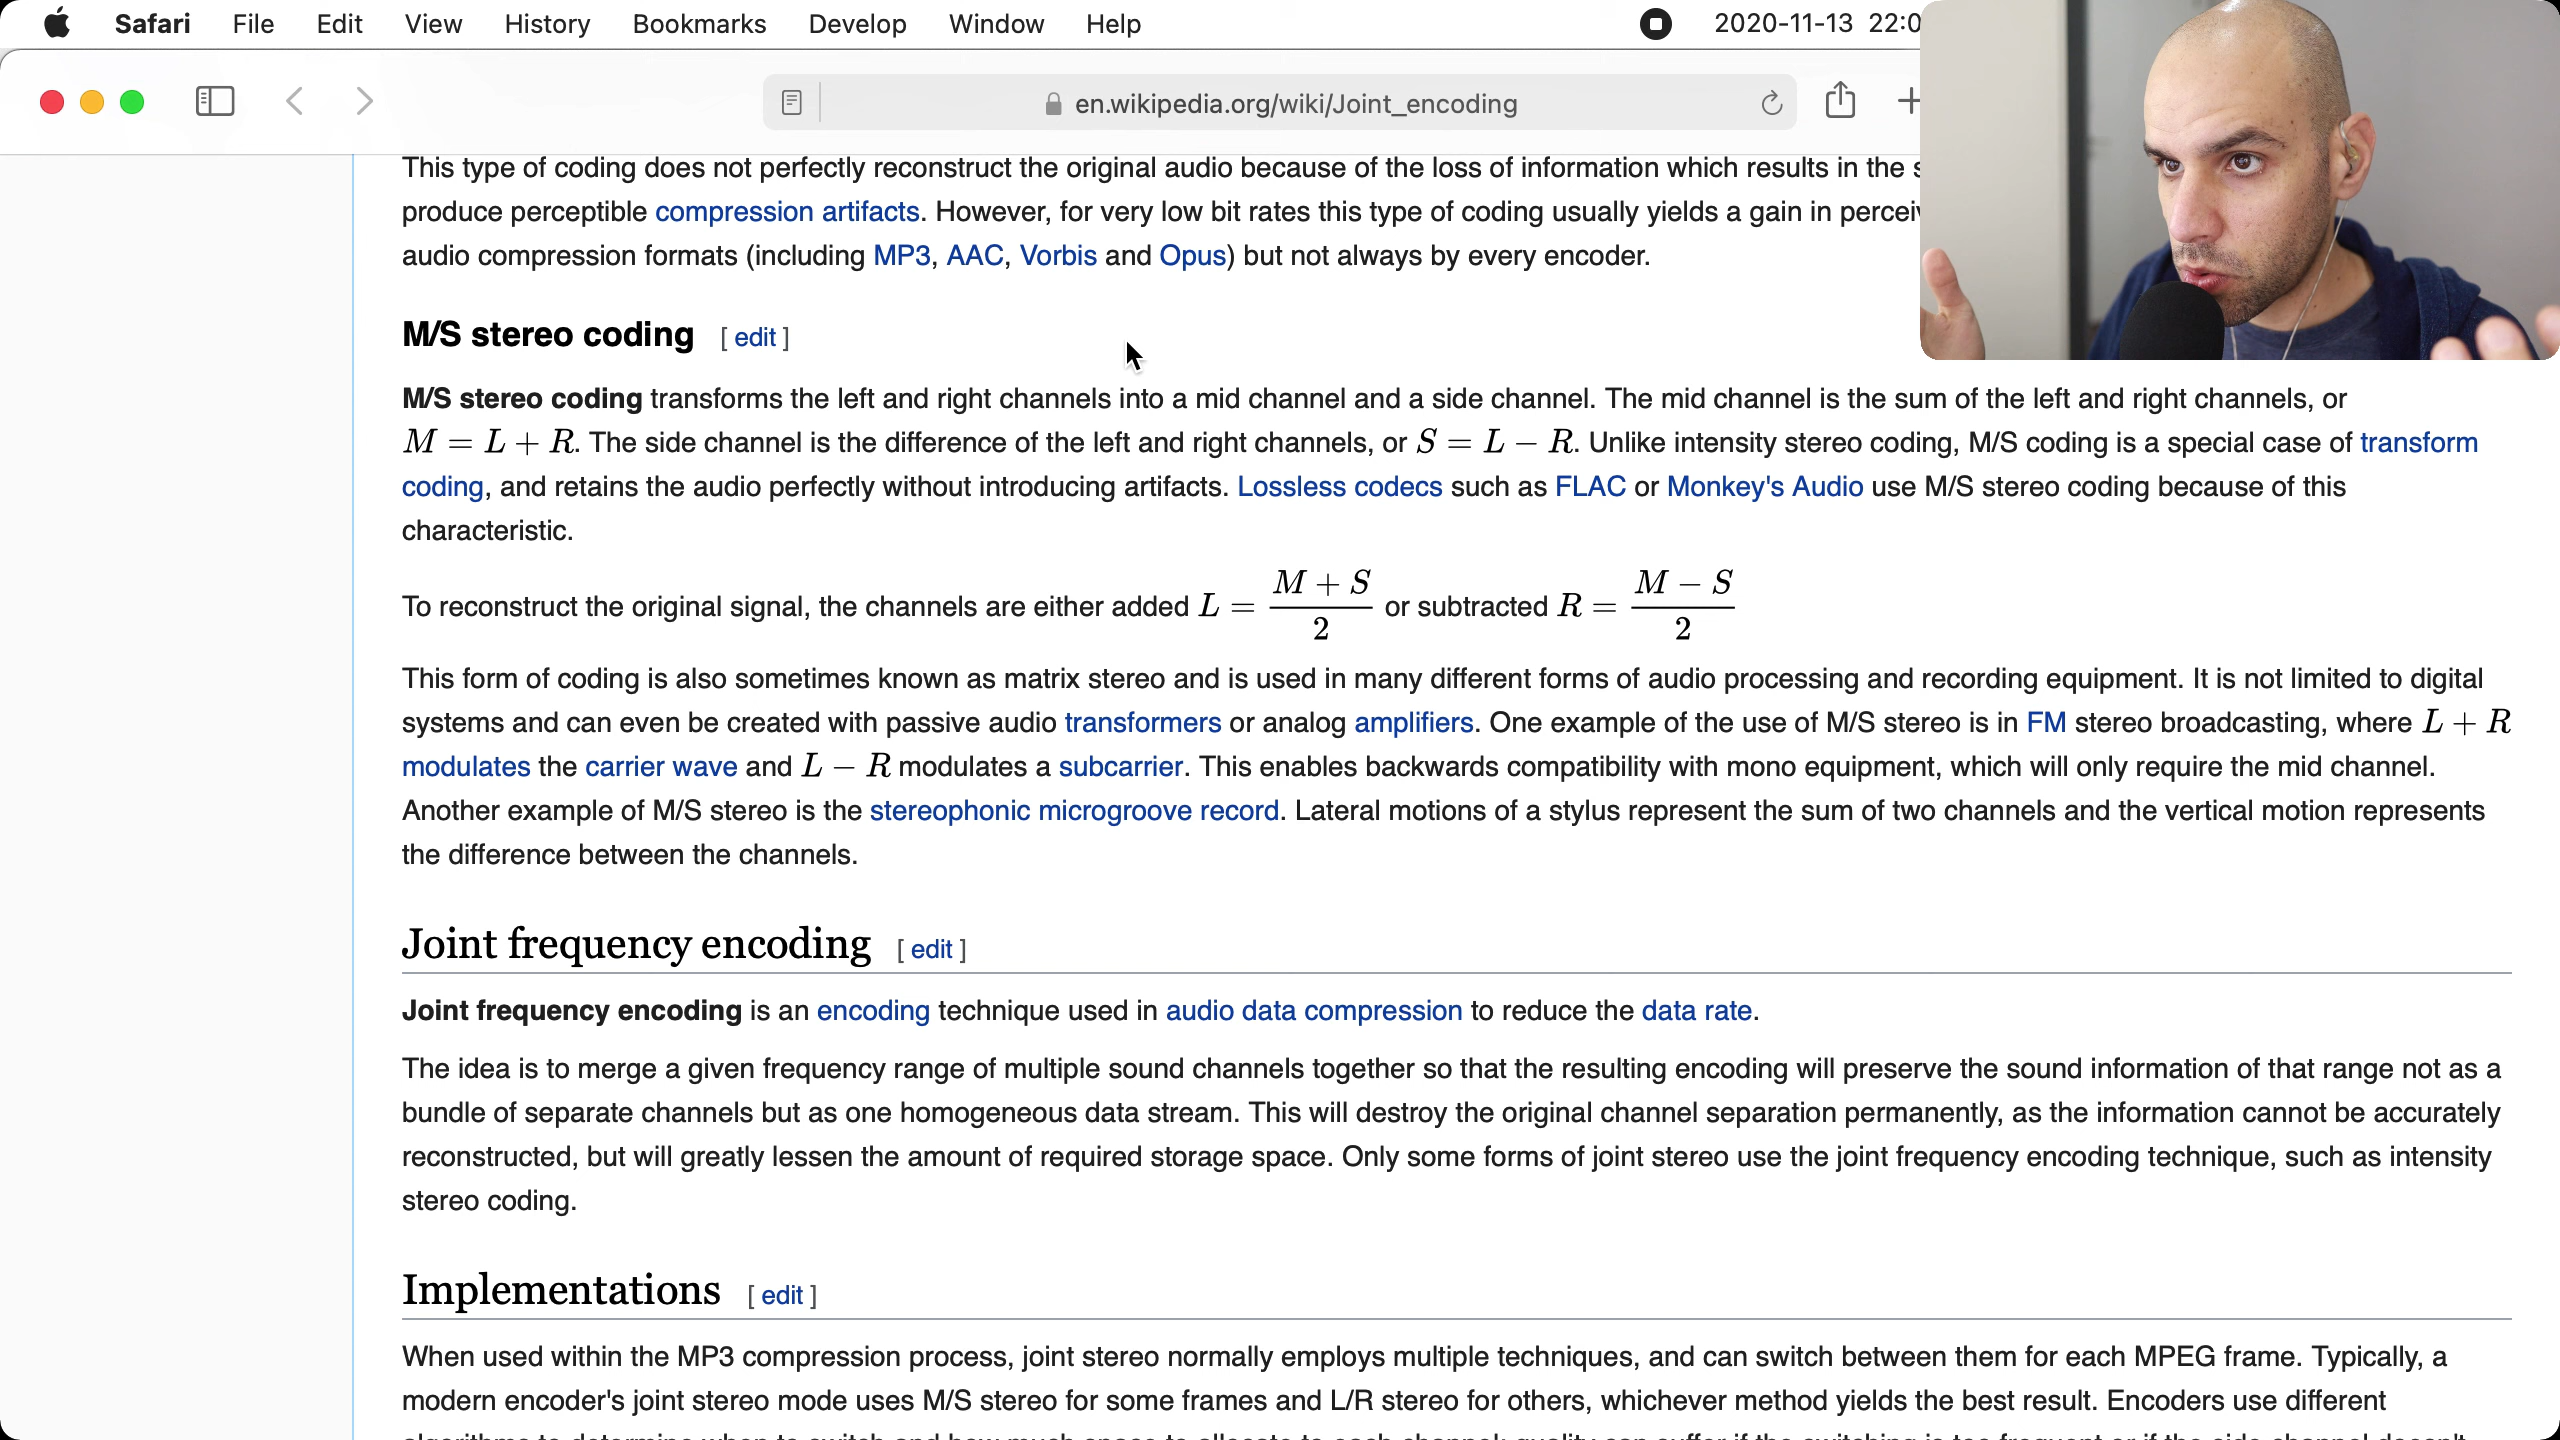 Safari File Edit View History Bookmarks Develop Window Help 2020-11-13 22:0
en.wikipedia.org/wiki/Joint_encoding
This type of coding does not perfectly reconstruct the original audio because of the loss of information which results in the
produce perceptible compression artifacts. However, for very low bit rates this type of coding usually yields a gain in
audio compression formats (including MP3, AAC, Vorbis and Opus) but not always by every encoder.
M/S stereo coding [ edit ]
M/S stereo coding transforms the left and right channels into a mid channel and a side channel. The mid channel is the sum of the left and right channels, or
M = L + R. The side channel is the difference of the left and right channels, or S = L − R. Unlike intensity stereo coding, M/S coding is a special case of transform
coding, and retains the audio perfectly without introducing artifacts. Lossless codecs such as FLAC or Monkey's Audio use M/S stereo coding because of this
characteristic.
To reconstruct the original signal, the channels are either added L = (M + S)/2 or subtracted R = (M − S)/2
This form of coding is also sometimes known as matrix stereo and is used in many different forms of audio processing and recording equipment. It is not limited to digital
systems and can even be created with passive audio transformers or analog amplifiers. One example of the use of M/S stereo is in FM stereo broadcasting, where L + R
modulates the carrier wave and L − R modulates a subcarrier. This enables backwards compatibility with mono equipment, which will only require the mid channel.
Another example of M/S stereo is the stereophonic microgroove record. Lateral motions of a stylus represent the sum of two channels and the vertical motion represents
the difference between the channels.
Joint frequency encoding [ edit ]
Joint frequency encoding is an encoding technique used in audio data compression to reduce the data rate.
The idea is to merge a given frequency range of multiple sound channels together so that the resulting encoding will preserve the sound information of that range not as a
bundle of separate channels but as one homogeneous data stream. This will destroy the original channel separation permanently, as the information cannot be accurately
reconstructed, but will greatly lessen the amount of required storage space. Only some forms of joint stereo use the joint frequency encoding technique, such as intensity
stereo coding.
Implementations [ edit ]
When used within the MP3 compression process, joint stereo normally employs multiple techniques, and can switch between them for each MPEG frame. Typically, a
modern encoder's joint stereo mode uses M/S stereo for some frames and L/R stereo for others, whichever method yields the best result. Encoders use different